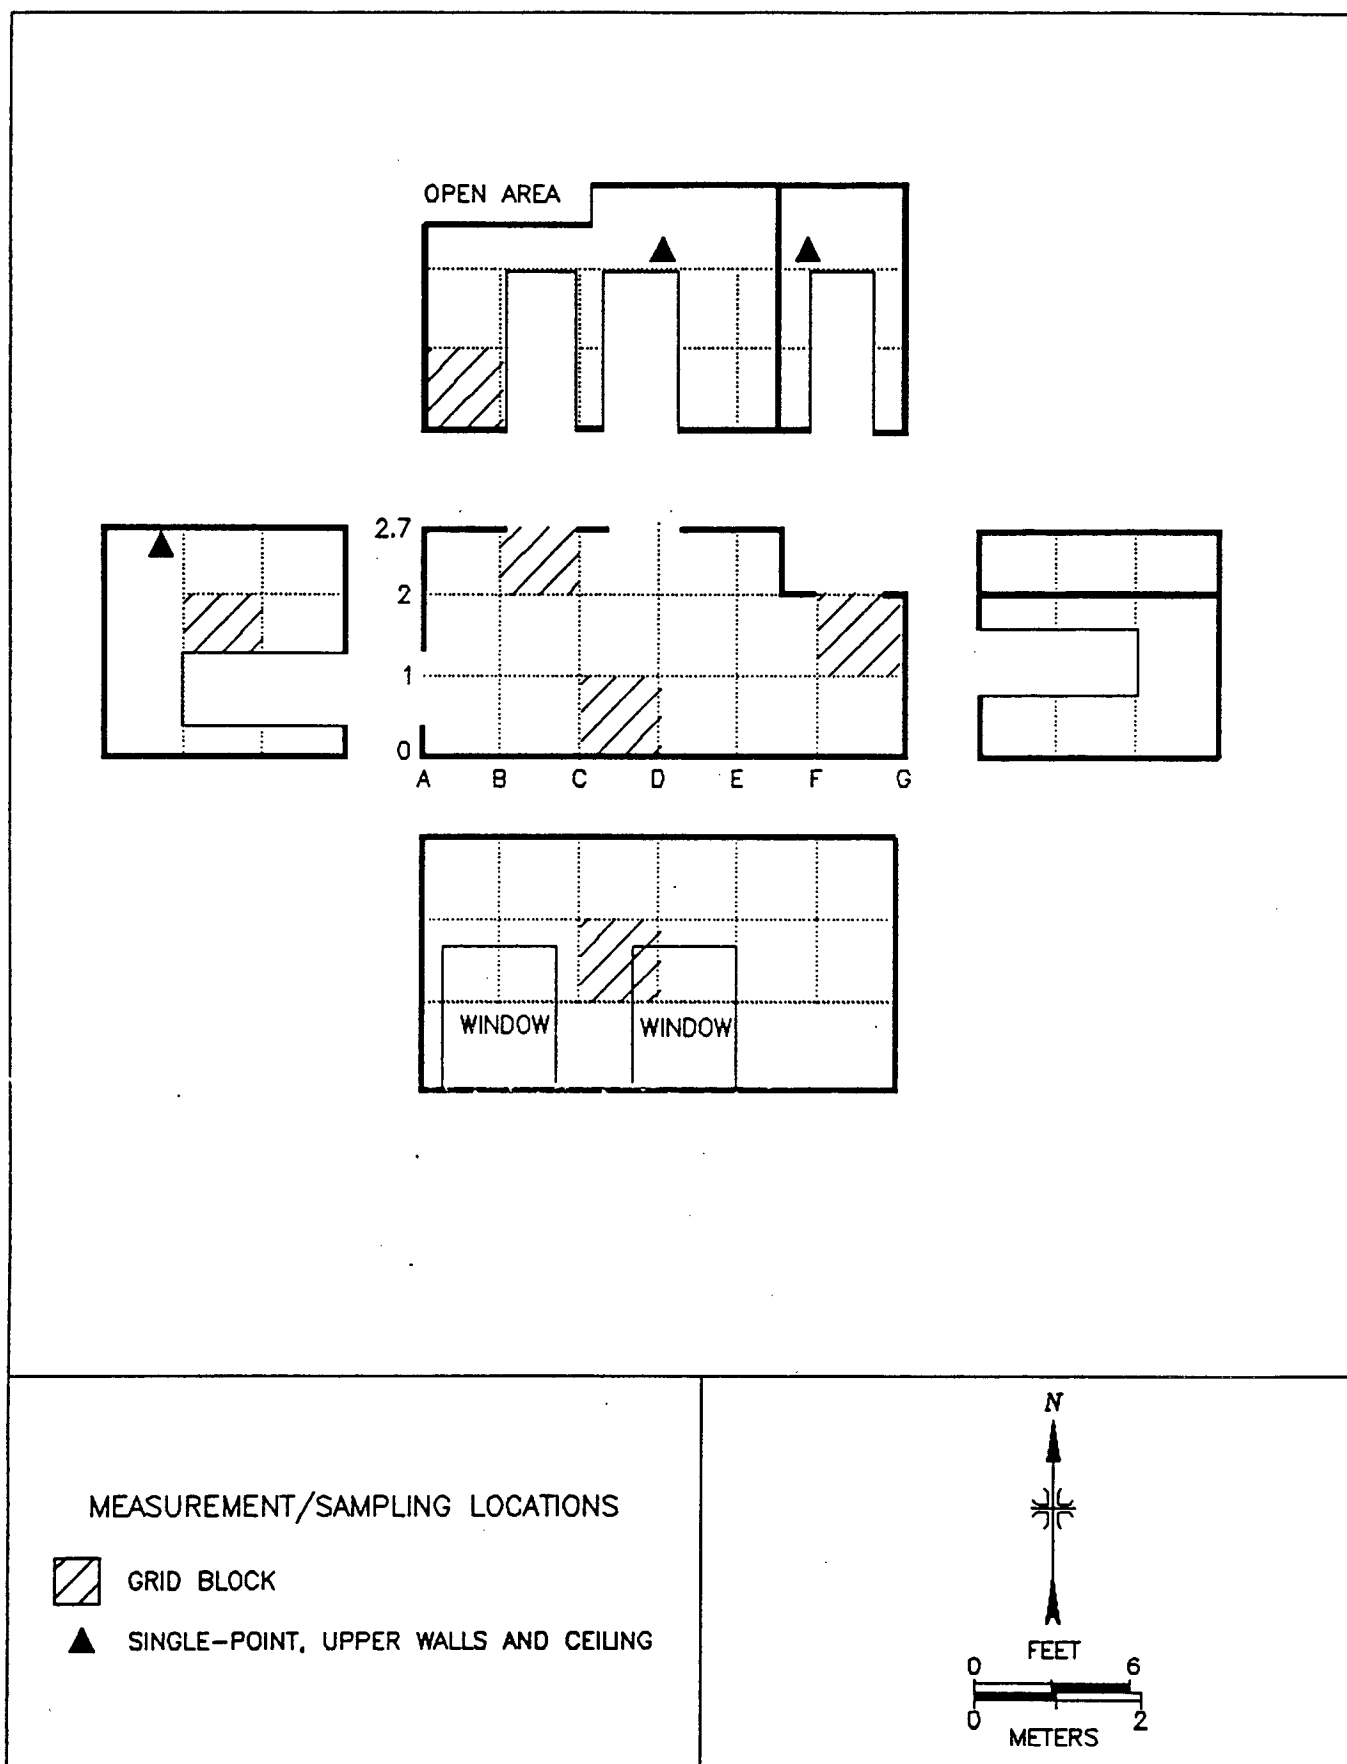 OPEN AREA
2.7
2
1
0
A B C D E F G
WINDOW WINDOW
N
MEASUREMENT/SAMPLING LOCATIONS
GRID BLOCK
SINGLE-POINT, UPPER WALLS AND CEILING
FEET
0 6
0 2
METERS